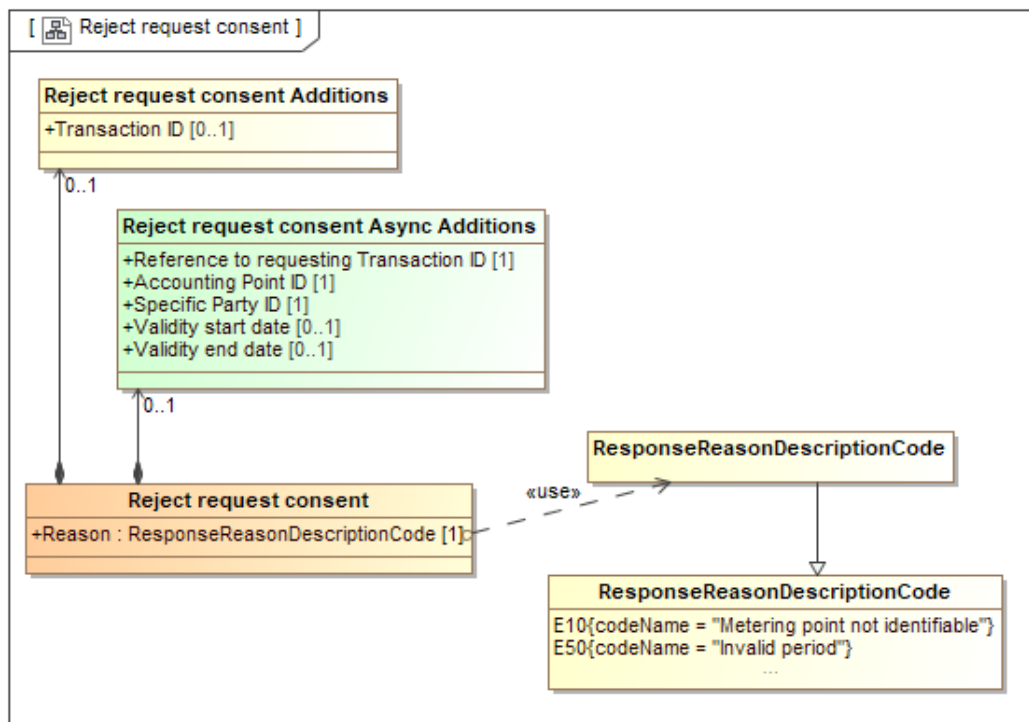 [ Reject request consent ]
Reject request consent Additions
+Transaction ID [0..1]
0..1
Reject request consent Async Additions
+Reference to requesting Transaction ID [1]
+Accounting Point ID [1]
+Specific Party ID [1]
+Validity start date [0..1]
+Validity end date [0..1]
0..1
ResponseReasonDescriptionCode
«use»
Reject request consent
+Reason : ResponseReasonDescriptionCode [1]
ResponseReasonDescriptionCode
E10{codeName = "Metering point not identifiable"}
E50{codeName = "Invalid period"}
...